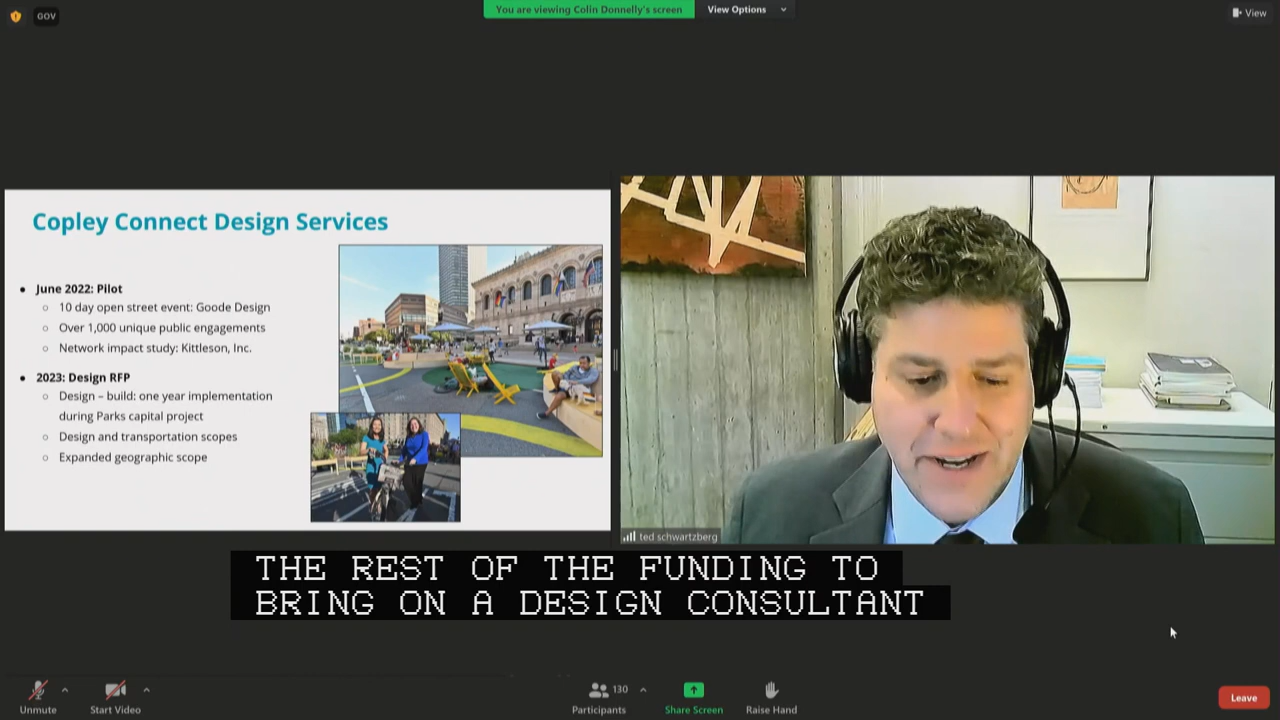 GOV
You are viewing Colin Donnelly's screen
View Options
View
Copley Connect Design Services
June 2022: Pilot
10 day open street event: Goode Design
Over 1,000 unique public engagements
Network impact study: Kittleson, Inc.
2023: Design RFP
Design – build: one year implementation
during Parks capital project
Design and transportation scopes
Expanded geographic scope
ted schwartzberg
THE REST OF THE FUNDING TO
BRING ON A DESIGN CONSULTANT
Unmute
Start Video
130
Participants
Share Screen
Raise Hand
Leave